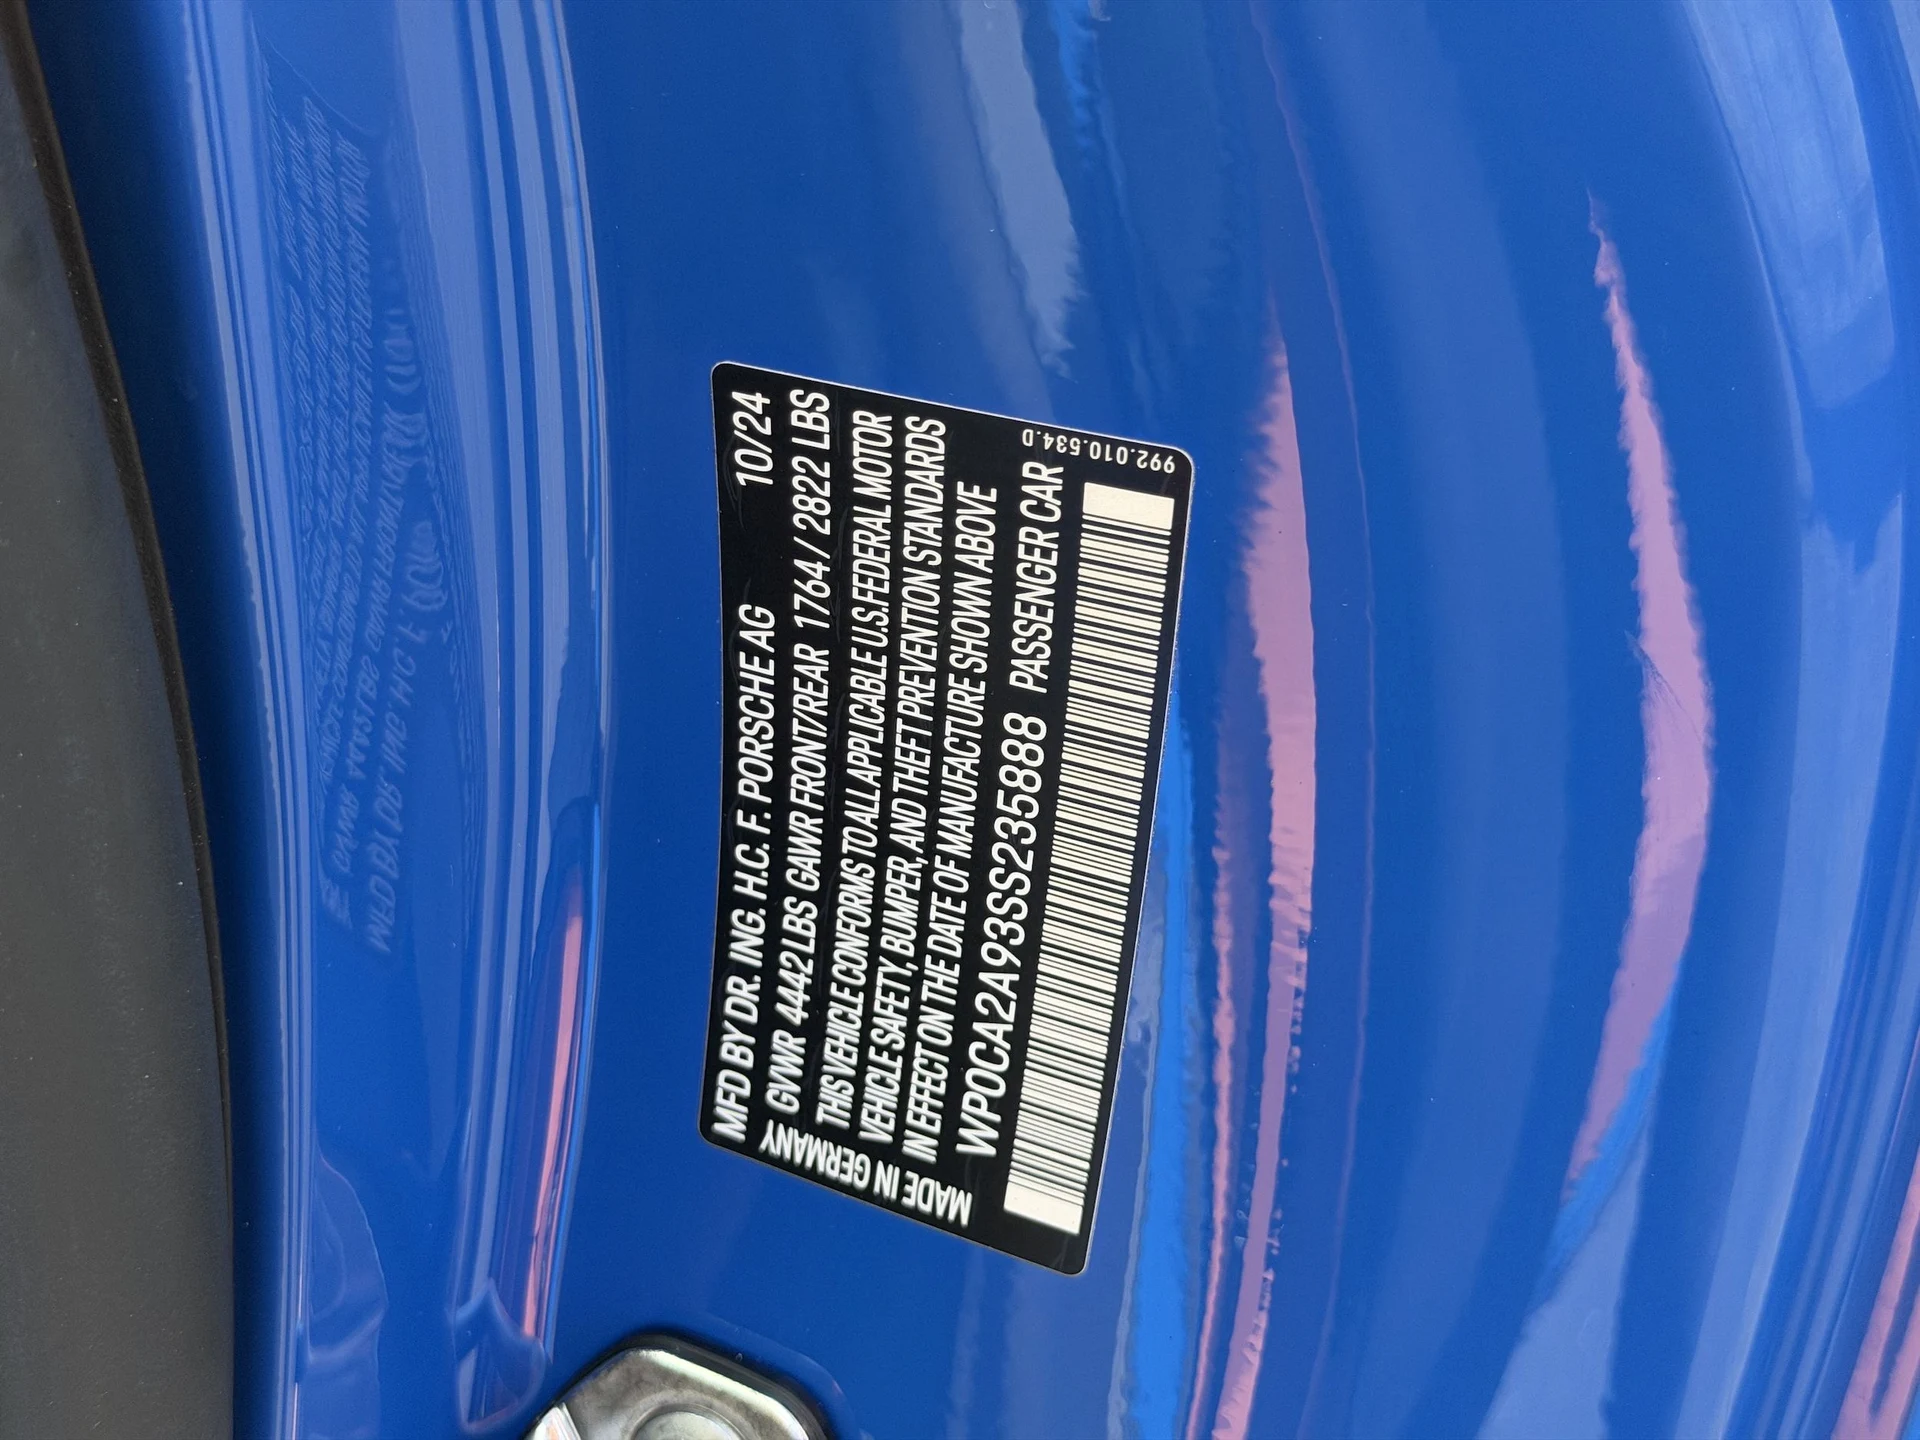 MFD BY DR. ING. H.C. F. PORSCHE AG 10/24
GVWR 4442 LBS GAWR FRONT/REAR 1764 / 2822 LBS
THIS VEHICLE CONFORMS TO ALL APPLICABLE U.S. FEDERAL MOTOR
VEHICLE SAFETY, BUMPER, AND THEFT PREVENTION STANDARDS
IN EFFECT ON THE DATE OF MANUFACTURE SHOWN ABOVE
WP0CA2A93SS235888 PASSENGER CAR
MADE IN GERMANY
992.010.534.D